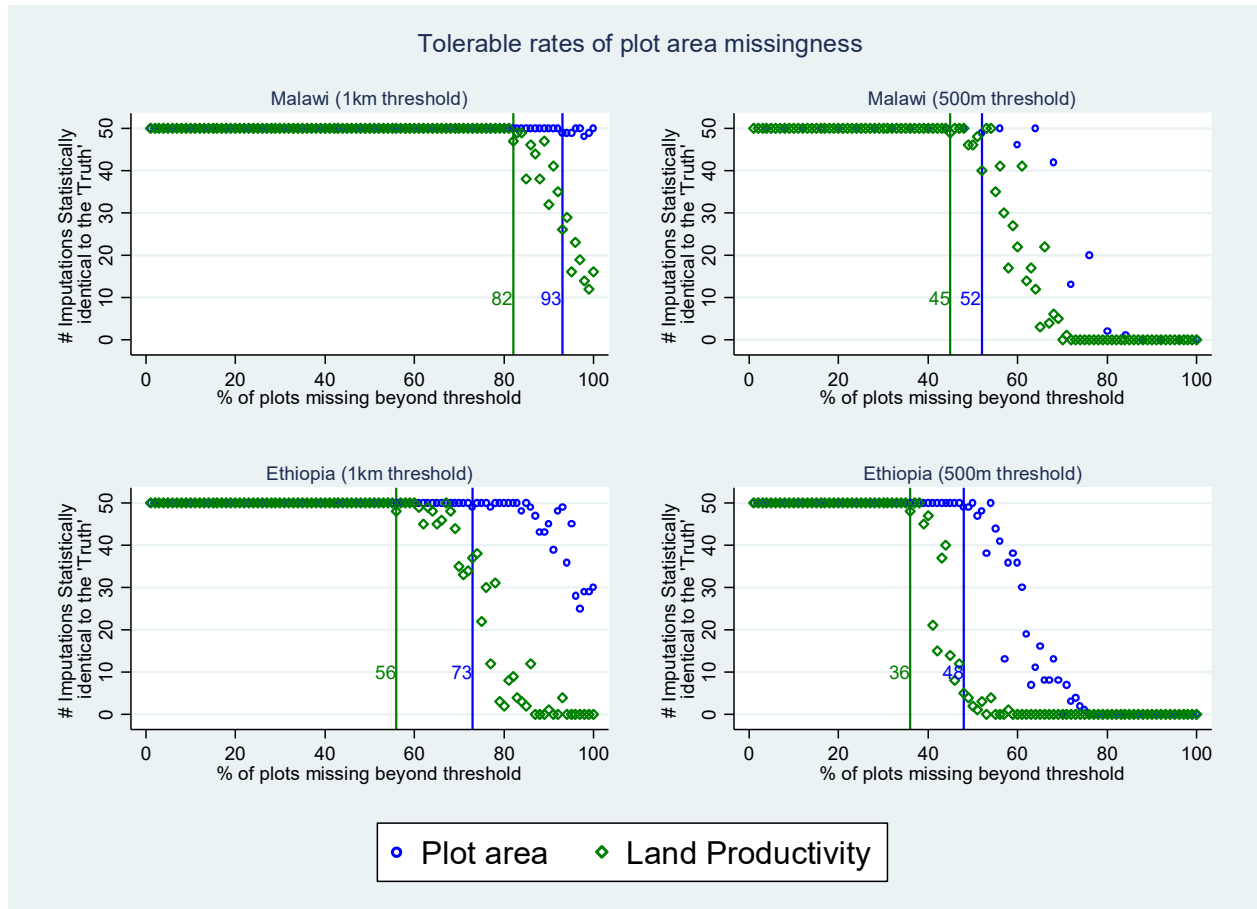 Tolerable rates of plot area missingness
Malawi (1km threshold)
# Imputations Statistically
identical to the 'Truth'
50
40
30
20
10
0
82
93
0 20 40 60 80 100
% of plots missing beyond threshold
Malawi (500m threshold)
# Imputations Statistically
identical to the 'Truth'
50
40
30
20
10
0
45
52
0 20 40 60 80 100
% of plots missing beyond threshold
Ethiopia (1km threshold)
# Imputations Statistically
identical to the 'Truth'
50
40
30
20
10
0
56
73
0 20 40 60 80 100
% of plots missing beyond threshold
Ethiopia (500m threshold)
# Imputations Statistically
identical to the 'Truth'
50
40
30
20
10
0
36
48
0 20 40 60 80 100
% of plots missing beyond threshold
Plot area Land Productivity